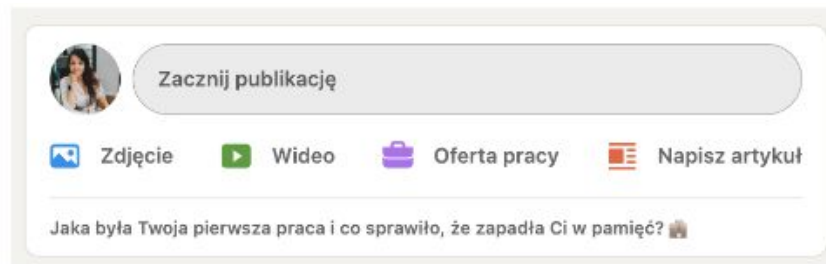 Zacznij publikację
Zdjęcie Wideo Oferta pracy Napisz artykuł
Jaka była Twoja pierwsza praca i co sprawiło, że zapadła Ci w pamięć?